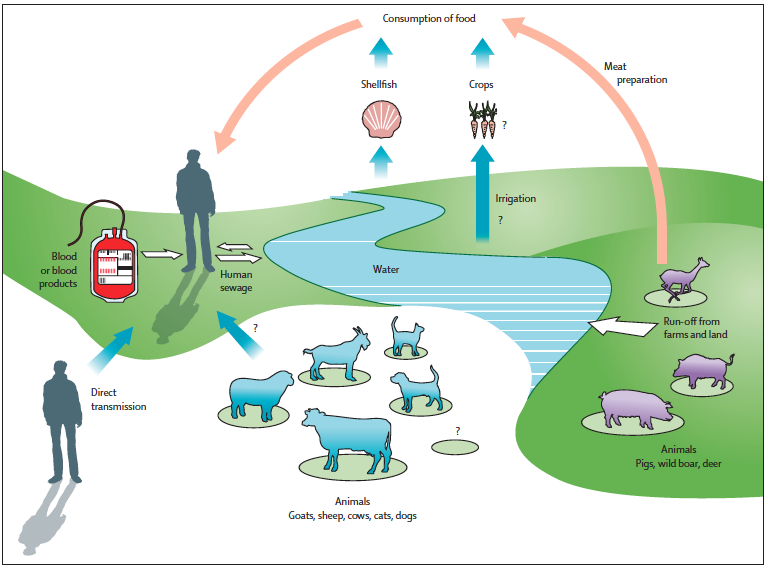 Consumption of food
Meat
preparation
Shellfish
Crops
?
Irrigation
?
Blood
or blood
products
Human
sewage
Water
Run-off from
farms and land
?
Direct
transmission
?
Animals
Pigs, wild boar, deer
Animals
Goats, sheep, cows, cats, dogs